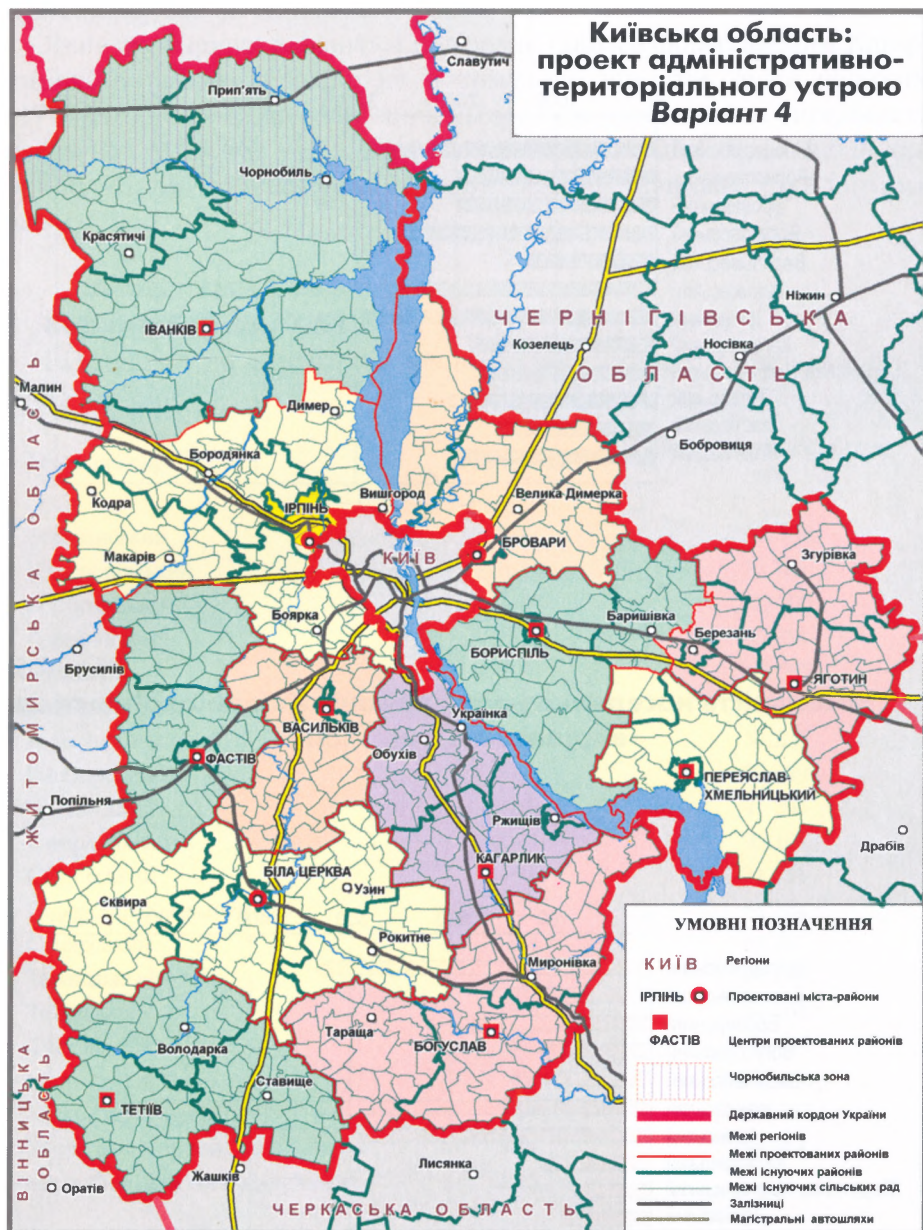 Київська область:
проект адміністративно-
територіального устрою
Варіант 4
Славутич
Прип'ять
Чорнобиль
Красятичі
ІВАНКІВ
ЧЕРНІГІВСЬКА
ОБЛАСТЬ
Ніжин
Козелець
Носівка
Бобровиця
Малин
Димер
Бородянка
Кодра
ІРПІНЬ
Вишгород
Велика Димерка
Макарів
КИЇВ
БРОВАРИ
Згурівка
Боярка
Баришівка
Березань
БОРИСПІЛЬ
ЯГОТИН
Брусилів
ВАСИЛЬКІВ
Українка
Обухів
ФАСТІВ
ПЕРЕЯСЛАВ-
ХМЕЛЬНИЦЬКИЙ
Попільня
Ржищів
Драбів
КАГАРЛИК
БІЛА ЦЕРКВА
Узин
Сквира
Рокитне
Миронівка
Тараща
БОГУСЛАВ
Володарка
Ставище
ТЕТІЇВ
Жашків
Лисянка
Оратів
ЖИТОМИРСЬКА ОБЛАСТЬ
ВІННИЦЬКА
ОБЛАСТЬ
ЧЕРКАСЬКА ОБЛАСТЬ
УМОВНІ ПОЗНАЧЕННЯ
КИЇВ Регіони
ІРПІНЬ Проектовані міста-райони
ФАСТІВ Центри проектованих районів
Чорнобильська зона
Державний кордон України
Межі регіонів
Межі проектованих районів
Межі існуючих районів
Межі існуючих сільських рад
Залізниці
Магістральні автошляхи